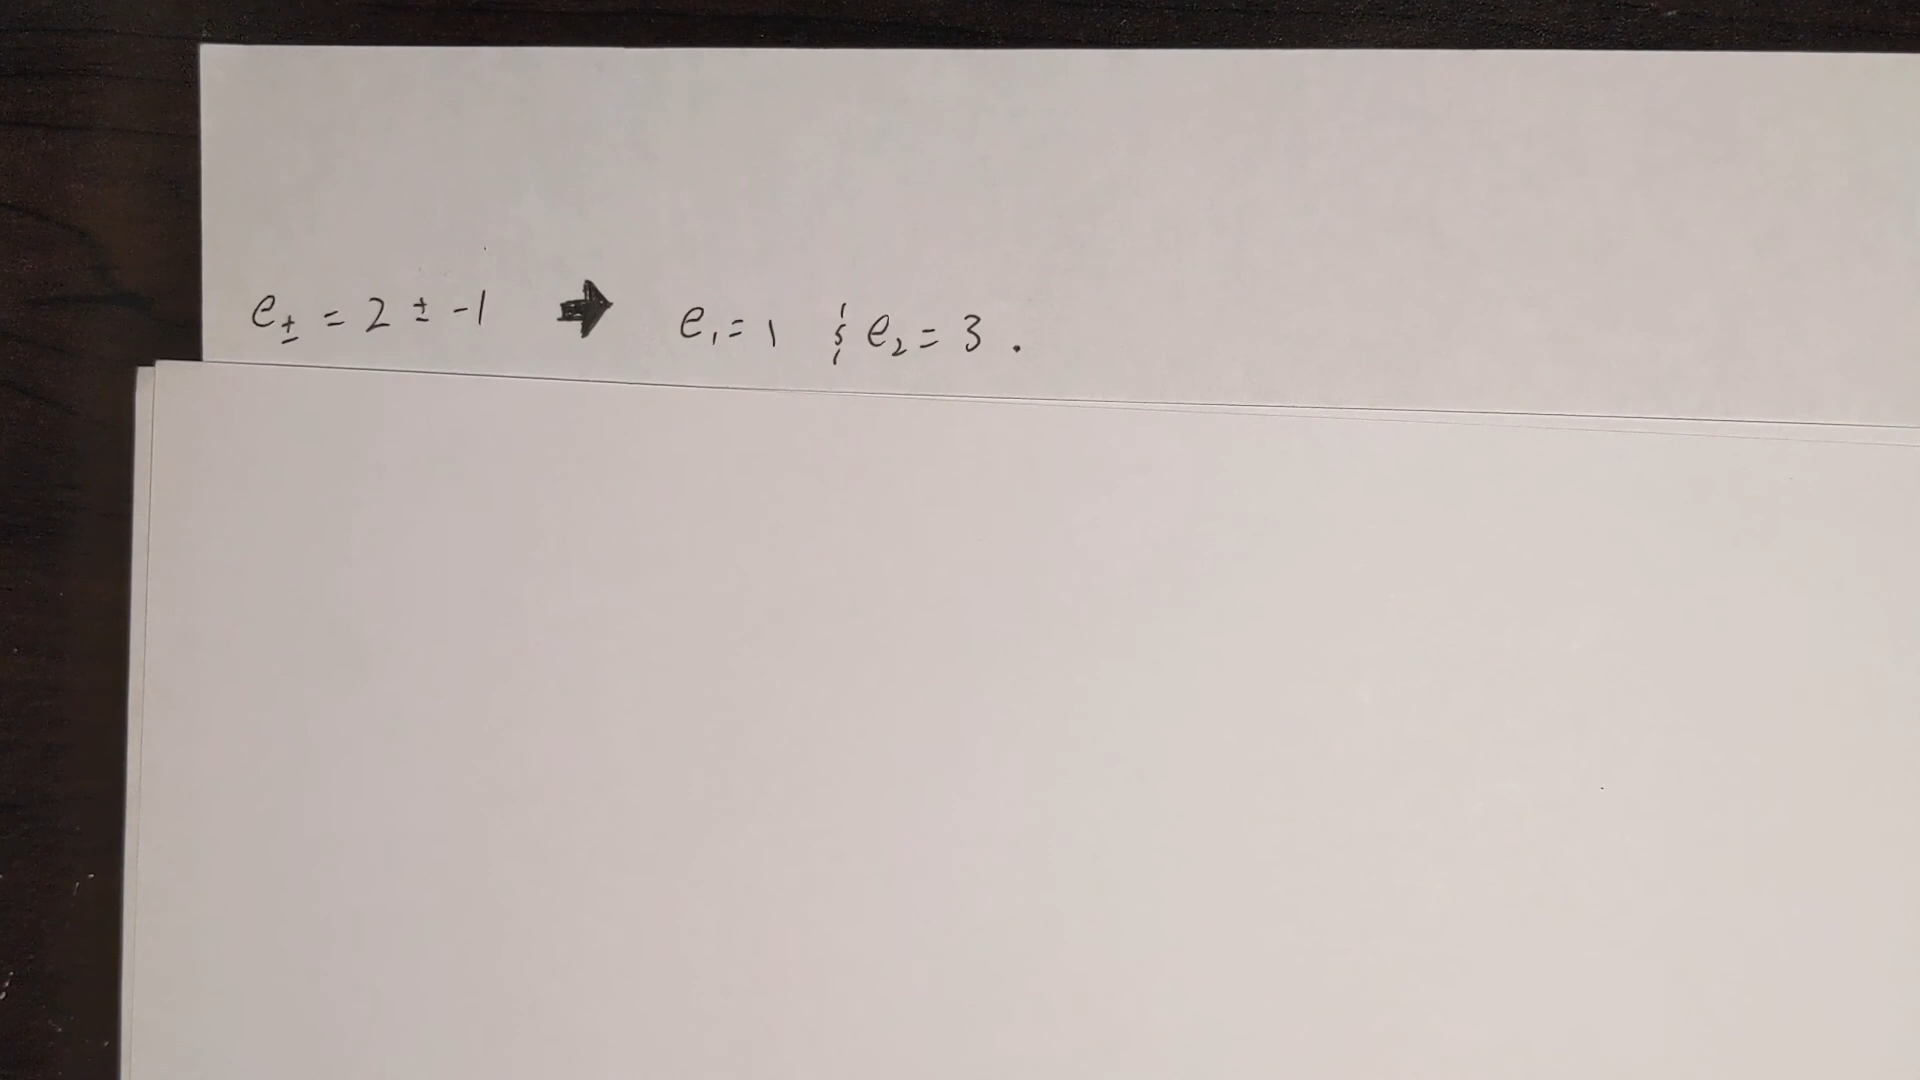 e± = 2 ± -1 ➡ e₁ = 1 & e₂ = 3 .